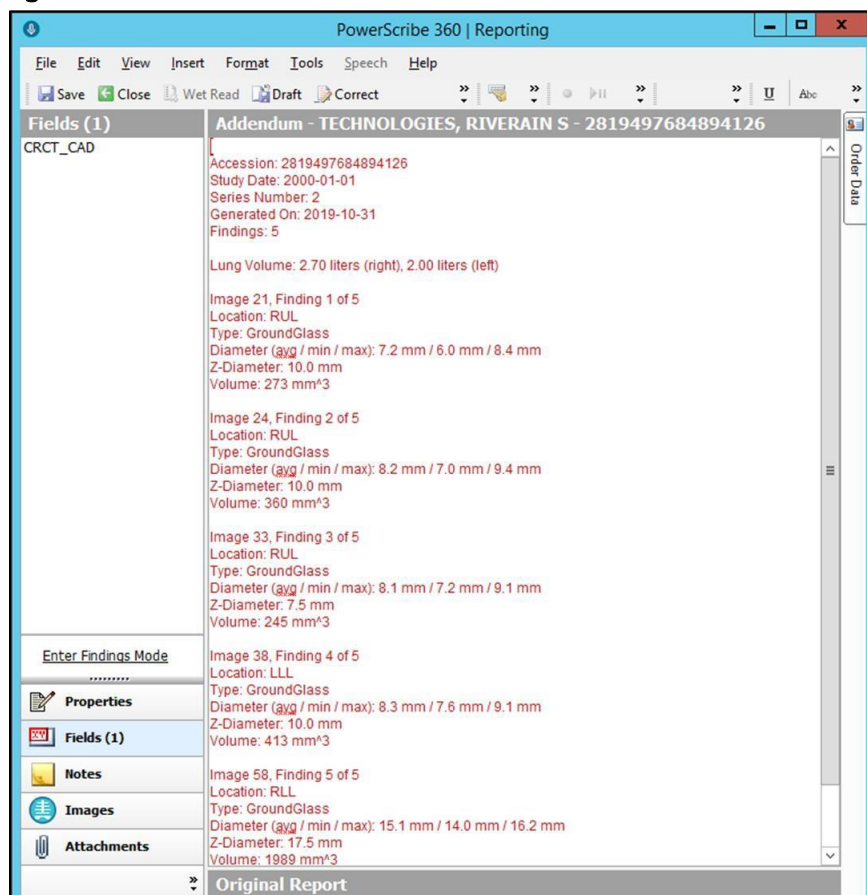 PowerScribe 360 | Reporting
File Edit View Insert Format Tools Speech Help
Save Close Wet Read Draft Correct U Abc
Fields (1)
CRCT_CAD
Addendum - TECHNOLOGIES, RIVERAIN S - 2819497684894126
Order Data
Accession: 2819497684894126
Study Date: 2000-01-01
Series Number: 2
Generated On: 2019-10-31
Findings: 5
Lung Volume: 2.70 liters (right), 2.00 liters (left)
Image 21, Finding 1 of 5
Location: RUL
Type: GroundGlass
Diameter (avg / min / max): 7.2 mm / 6.0 mm / 8.4 mm
Z-Diameter: 10.0 mm
Volume: 273 mm^3
Image 24, Finding 2 of 5
Location: RUL
Type: GroundGlass
Diameter (avg / min / max): 8.2 mm / 7.0 mm / 9.4 mm
Z-Diameter: 10.0 mm
Volume: 360 mm^3
Image 33, Finding 3 of 5
Location: RUL
Type: GroundGlass
Diameter (avg / min / max): 8.1 mm / 7.2 mm / 9.1 mm
Z-Diameter: 7.5 mm
Volume: 245 mm^3
Image 38, Finding 4 of 5
Location: LLL
Type: GroundGlass
Diameter (avg / min / max): 8.3 mm / 7.6 mm / 9.1 mm
Z-Diameter: 10.0 mm
Volume: 413 mm^3
Image 58, Finding 5 of 5
Location: RLL
Type: GroundGlass
Diameter (avg / min / max): 15.1 mm / 14.0 mm / 16.2 mm
Z-Diameter: 17.5 mm
Volume: 1989 mm^3
Enter Findings Mode
Properties
Fields (1)
Notes
Images
Attachments
Original Report